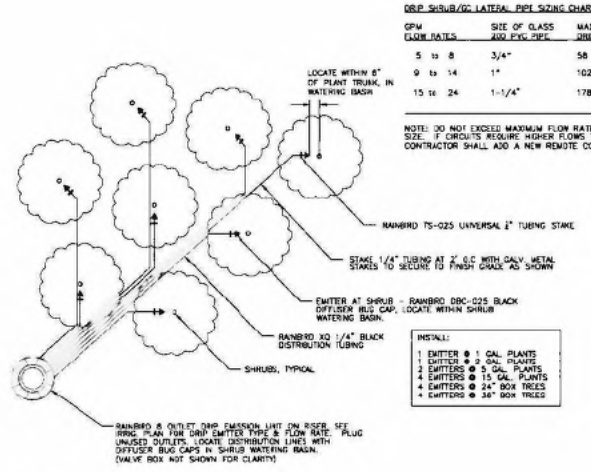 DRIP SHRUB/GC LATERAL PIPE SIZING CHAR
GPM SIZE OF CLASS
FLOW RATES 200 PVC PIPE
5 to 8 3/4" 58
9 to 14 1" 102
15 to 24 1-1/4" 178
NOTE: DO NOT EXCEED MAXIMUM FLOW RATE
SIZE. IF CIRCUITS REQUIRE HIGHER FLOWS
CONTRACTOR SHALL ADD A NEW REMOTE CO
LOCATE WITHIN 6"
OF PLANT TRUNK, IN
WATERING BASIN
RAINBIRD TS-025 UNIVERSAL TUBING STAKE
STAKE 1/4" TUBING AT 2' O.C WITH GALV. METAL
STAKES TO SECURE TO FINISH GRADE AS SHOWN
EMITTER AT SHRUB - RAINBIRD DBC-025 BLACK
DIFFUSER BUG CAP, LOCATE WITHIN SHRUB
WATERING BASIN.
RAINBIRD XQ 1/4" BLACK
DISTRIBUTION TUBING
SHRUBS, TYPICAL
INSTALL:
1 EMITTER @ 1 GAL. PLANTS
1 EMITTER @ GAL. PLANTS
2 EMITTERS @ 5 GAL. PLANTS
4 EMITTERS @ 15 GAL. PLANTS
4 EMITTERS @ 24" BOX TREES
4 EMITTERS @ 36" BOX TREES
RAINBIRD 6 OUTLET DRIP EMISSION UNIT ON RISER. SEE
IRRIG. PLAN FOR DRIP EMITTER TYPE & FLOW RATE. PLUG
UNUSED OUTLETS. LOCATE DISTRIBUTION LINES WITH
DIFFUSER BUG CAPS IN SHRUB WATERING BASIN.
(VALVE BOX NOT SHOWN FOR CLARITY)